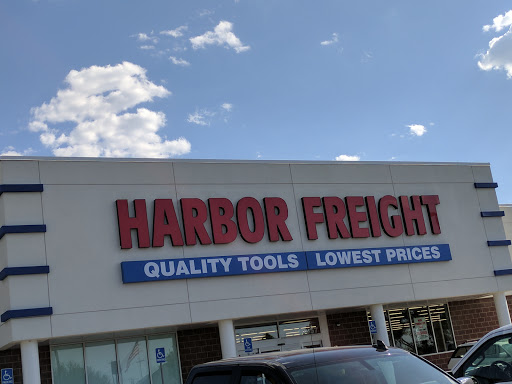 HARBOR FREIGHT
QUALITY TOOLS LOWEST PRICES